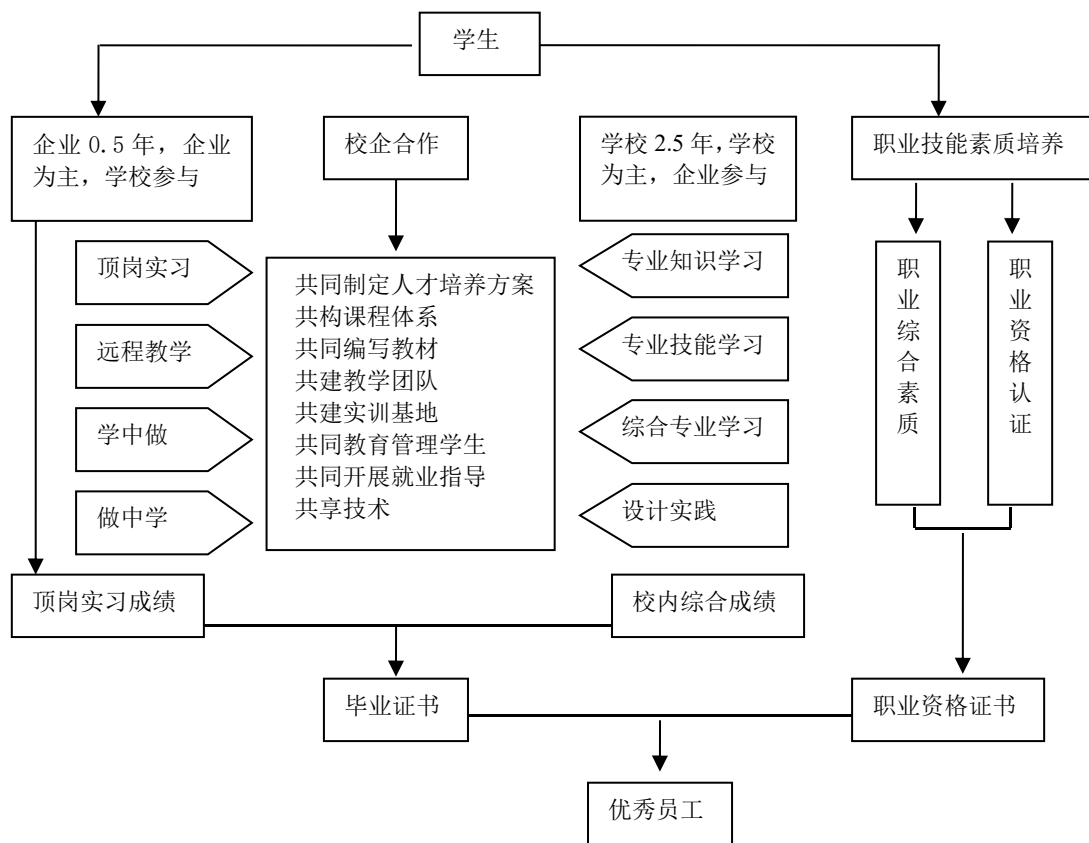 学生
企业 0.5 年，企业
为主，学校参与
校企合作
学校 2.5 年，学校
为主，企业参与
职业技能素质培养
顶岗实习
远程教学
学中做
做中学
共同制定人才培养方案
共构课程体系
共同编写教材
共建教学团队
共建实训基地
共同教育管理学生
共同开展就业指导
共享技术
专业知识学习
专业技能学习
综合专业学习
设计实践
职业综合素质
职业资格认证
顶岗实习成绩
校内综合成绩
毕业证书
职业资格证书
优秀员工